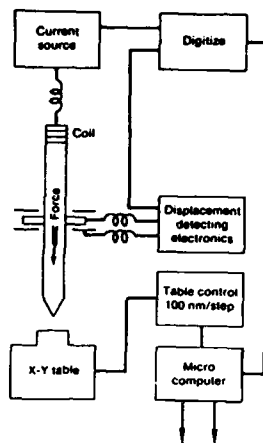 Current
source
Digitize
Coil
Force
Displacement
detecting
electronics
Table control
100 nm/step
X-Y table
Micro
computer